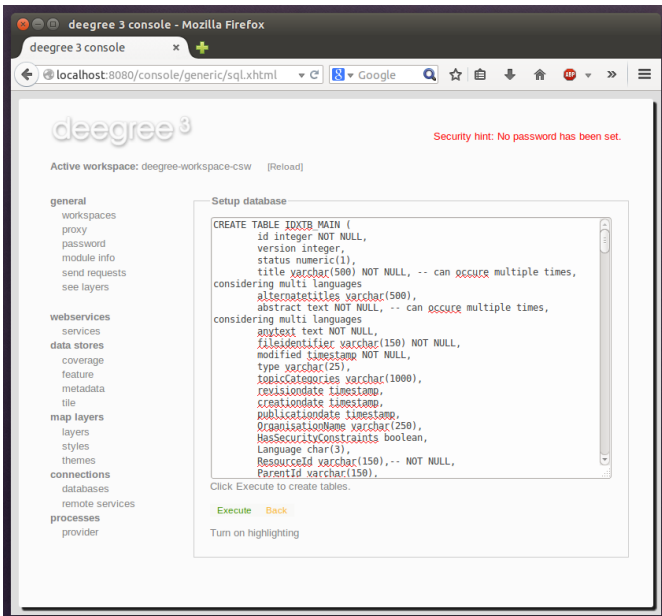 deegree 3 console - Mozilla Firefox
deegree 3 console ×
localhost:8080/console/generic/sql.xhtml Google
deegree 3
Security hint: No password has been set.
Active workspace: deegree-workspace-csw [Reload]
general
workspaces
proxy
password
module info
send requests
see layers
webservices
services
data stores
coverage
feature
metadata
tile
map layers
layers
styles
themes
connections
databases
remote services
processes
provider
Setup database
CREATE TABLE IDXTB_MAIN (
id integer NOT NULL,
version integer,
status numeric(1),
title varchar(500) NOT NULL, -- can occure multiple times,
considering multi languages
alternatetitles varchar(500),
abstract text NOT NULL, -- can occure multiple times,
considering multi languages
anytext text NOT NULL,
fileidentifier varchar(150) NOT NULL,
modified timestamp NOT NULL,
type varchar(25),
topicCategories varchar(1000),
revisiondate timestamp,
creationdate timestamp,
publicationdate timestamp,
OrganisationName varchar(250),
HasSecurityConstraints boolean,
Language char(3),
ResourceId varchar(150),-- NOT NULL,
ParentId varchar(150),
Click Execute to create tables.
Execute Back
Turn on highlighting